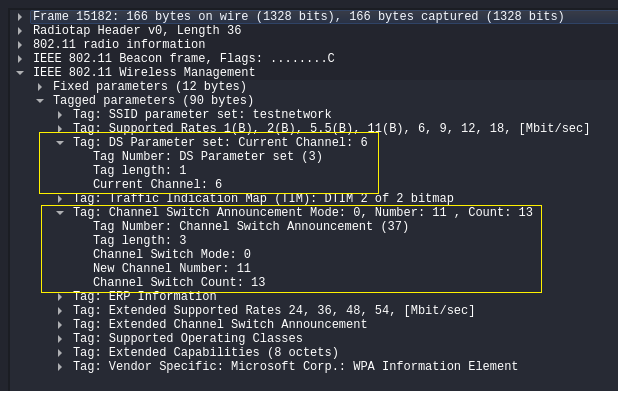 Frame 15182: 166 bytes on wire (1328 bits), 166 bytes captured (1328 bits)
Radiotap Header v0, Length 36
802.11 radio information
IEEE 802.11 Beacon frame, Flags: ........C
IEEE 802.11 Wireless Management
Fixed parameters (12 bytes)
Tagged parameters (90 bytes)
Tag: SSID parameter set: testnetwork
Tag: Supported Rates 1(B), 2(B), 5.5(B), 11(B), 6, 9, 12, 18, [Mbit/sec]
Tag: DS Parameter set: Current Channel: 6
Tag Number: DS Parameter set (3)
Tag length: 1
Current Channel: 6
Tag: Traffic Indication Map (TIM): DTIM 2 of 2 bitmap
Tag: Channel Switch Announcement Mode: 0, Number: 11 , Count: 13
Tag Number: Channel Switch Announcement (37)
Tag length: 3
Channel Switch Mode: 0
New Channel Number: 11
Channel Switch Count: 13
Tag: ERP Information
Tag: Extended Supported Rates 24, 36, 48, 54, [Mbit/sec]
Tag: Extended Channel Switch Announcement
Tag: Supported Operating Classes
Tag: Extended Capabilities (8 octets)
Tag: Vendor Specific: Microsoft Corp.: WPA Information Element